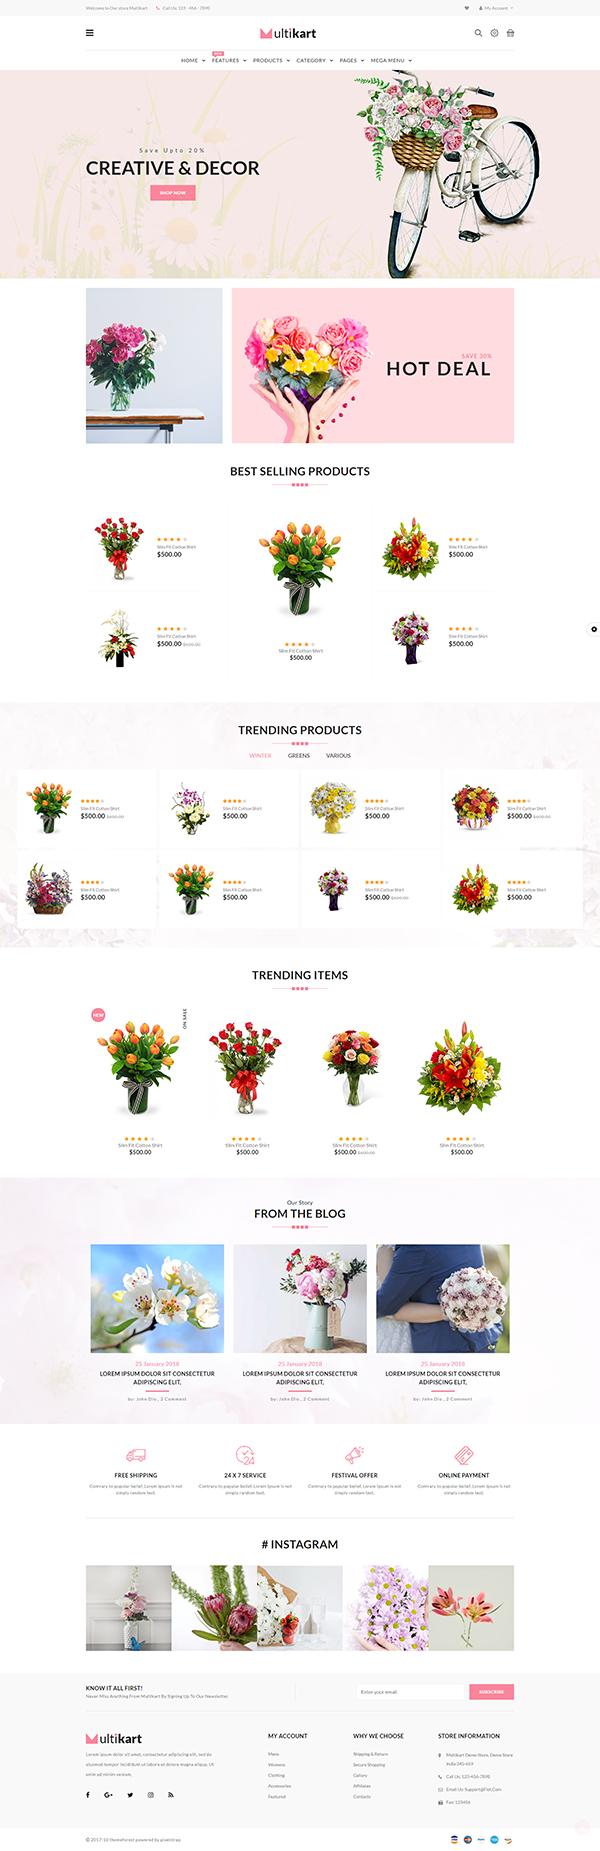 Welcome to Our store Multikart
Call Us: 123 - 456 - 7890
My Account
Multikart
HOME
NEW
FEATURES
PRODUCTS
CATEGORY
PAGES
MEGA MENU
Save Upto 20%
CREATIVE & DECOR
SHOP NOW
SAVE 30%
HOT DEAL
BEST SELLING PRODUCTS
Slim Fit Cotton Shirt
$500.00
Slim Fit Cotton Shirt
$500.00 $600.00
Slim Fit Cotton Shirt
$500.00
Slim Fit Cotton Shirt
$500.00
Slim Fit Cotton Shirt
$500.00
TRENDING PRODUCTS
WINTER
GREENS
VARIOUS
Slim Fit Cotton Shirt
$500.00 $600.00
Slim Fit Cotton Shirt
$500.00
Slim Fit Cotton Shirt
$500.00
Slim Fit Cotton Shirt
$500.00 $600.00
Slim Fit Cotton Shirt
$500.00
Slim Fit Cotton Shirt
$500.00
Slim Fit Cotton Shirt
$500.00 $600.00
Slim Fit Cotton Shirt
$500.00
TRENDING ITEMS
NEW
ON SALE
Slim Fit Cotton Shirt
$500.00
Slim Fit Cotton Shirt
$500.00
Slim Fit Cotton Shirt
$500.00 $600.00
Slim Fit Cotton Shirt
$500.00
Our Story
FROM THE BLOG
25 January 2018
LOREM IPSUM DOLOR SIT CONSECTETUR
ADIPISCING ELIT,
by: John Dio , 2 Comment
25 January 2018
LOREM IPSUM DOLOR SIT CONSECTETUR
ADIPISCING ELIT,
by: John Dio , 2 Comment
25 January 2018
LOREM IPSUM DOLOR SIT CONSECTETUR
ADIPISCING ELIT,
by: John Dio , 2 Comment
FREE SHIPPING
Contrary to popular belief, Lorem Ipsum is not
simply random text.
24
24 X 7 SERVICE
Contrary to popular belief, Lorem Ipsum is not
simply random text.
FESTIVAL OFFER
Contrary to popular belief, Lorem Ipsum is not
simply random text.
ONLINE PAYMENT
Contrary to popular belief, Lorem Ipsum is not
simply random text.
# INSTAGRAM
KNOW IT ALL FIRST!
Never Miss Anything From Multikart By Signing Up To Our Newsletter.
Enter your email
SUBSCRIBE
Multikart
Lorem ipsum dolor sit amet, consectetur adipiscing elit, sed do
eiusmod tempor incididunt ut labore et dolore magna aliqua. Ut
enim ad minim veniam,
MY ACCOUNT
Mens
Womens
Clothing
Accessories
Featured
WHY WE CHOOSE
Shipping & Return
Secure Shopping
Gallary
Affiliates
Contacts
STORE INFORMATION
Multikart Demo Store, Demo Store
India 345-659
Call Us: 123-456-7898
Email Us: Support@Fiot.Com
Fax: 123456
© 2017-18 themeforest powered by pixelstrap